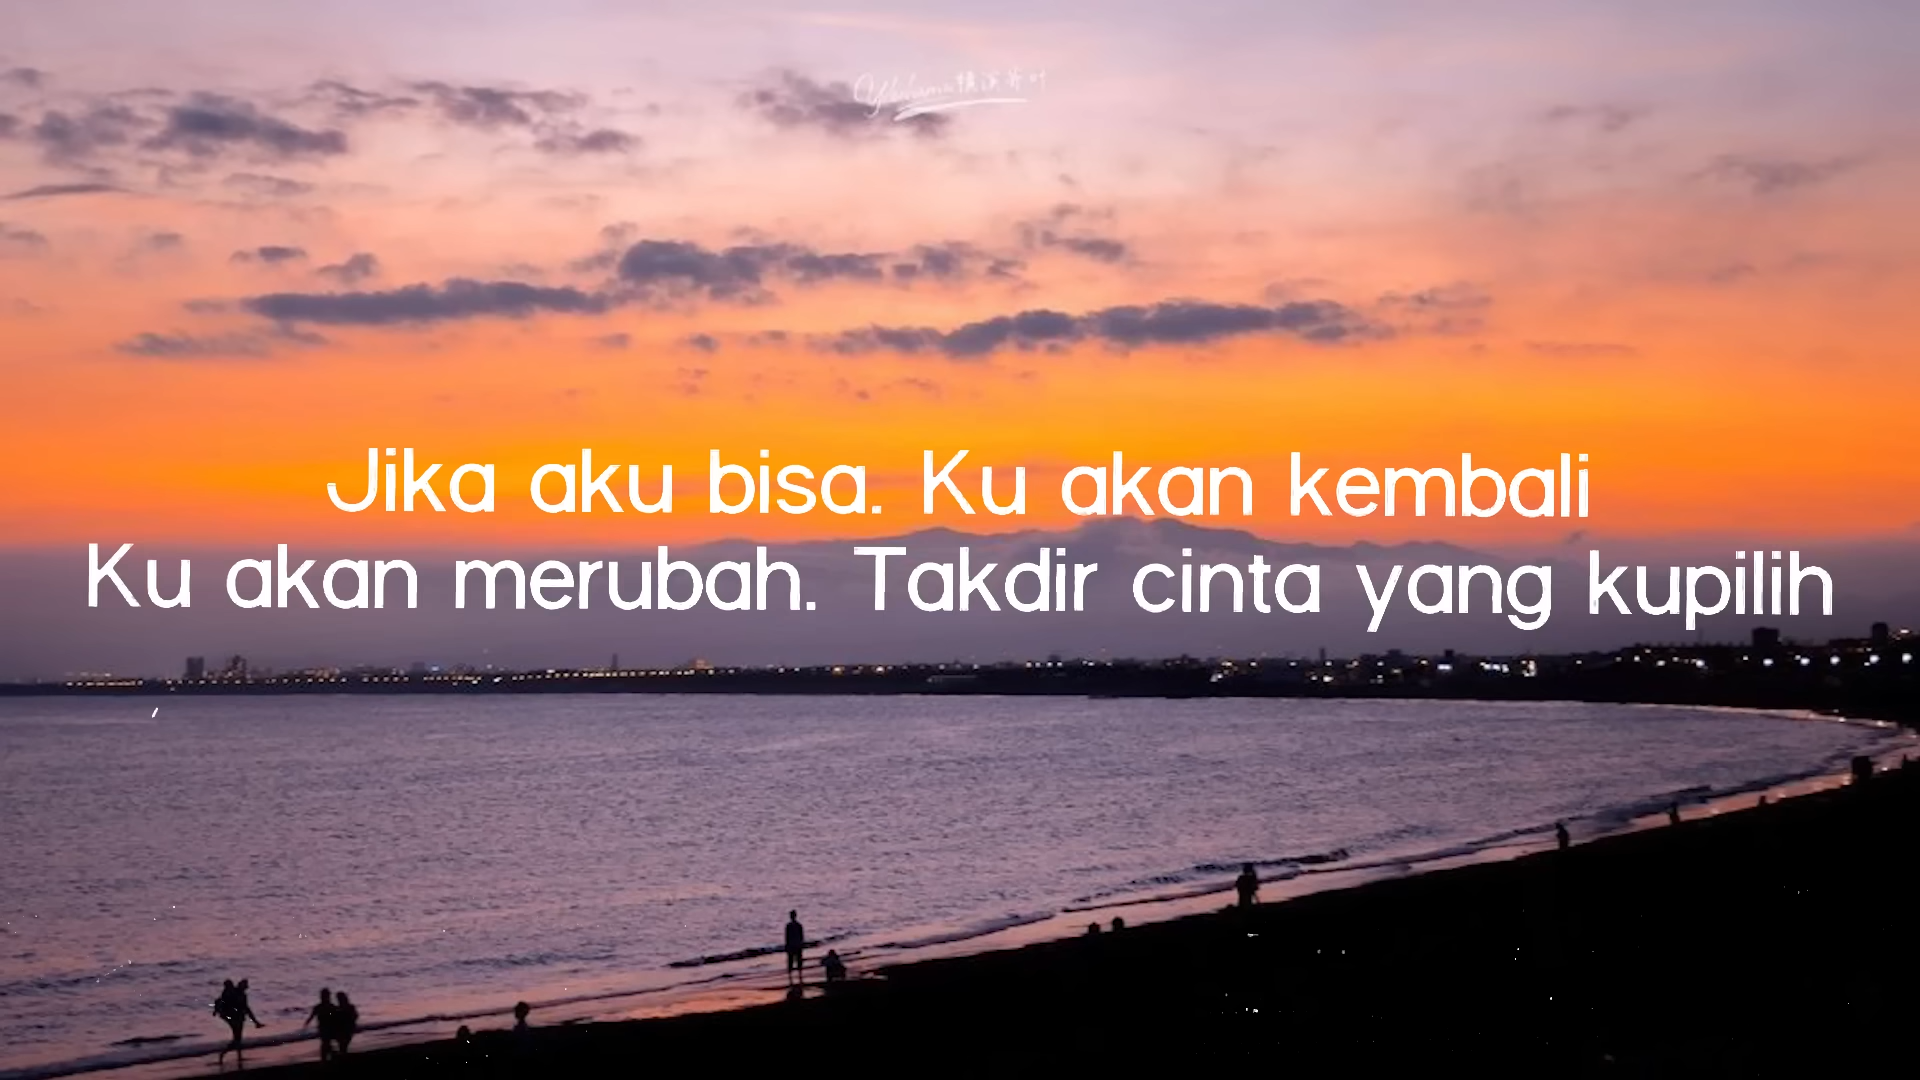 Jika aku bisa. Ku akan kembali
Ku akan merubah. Takdir cinta yang kupilih